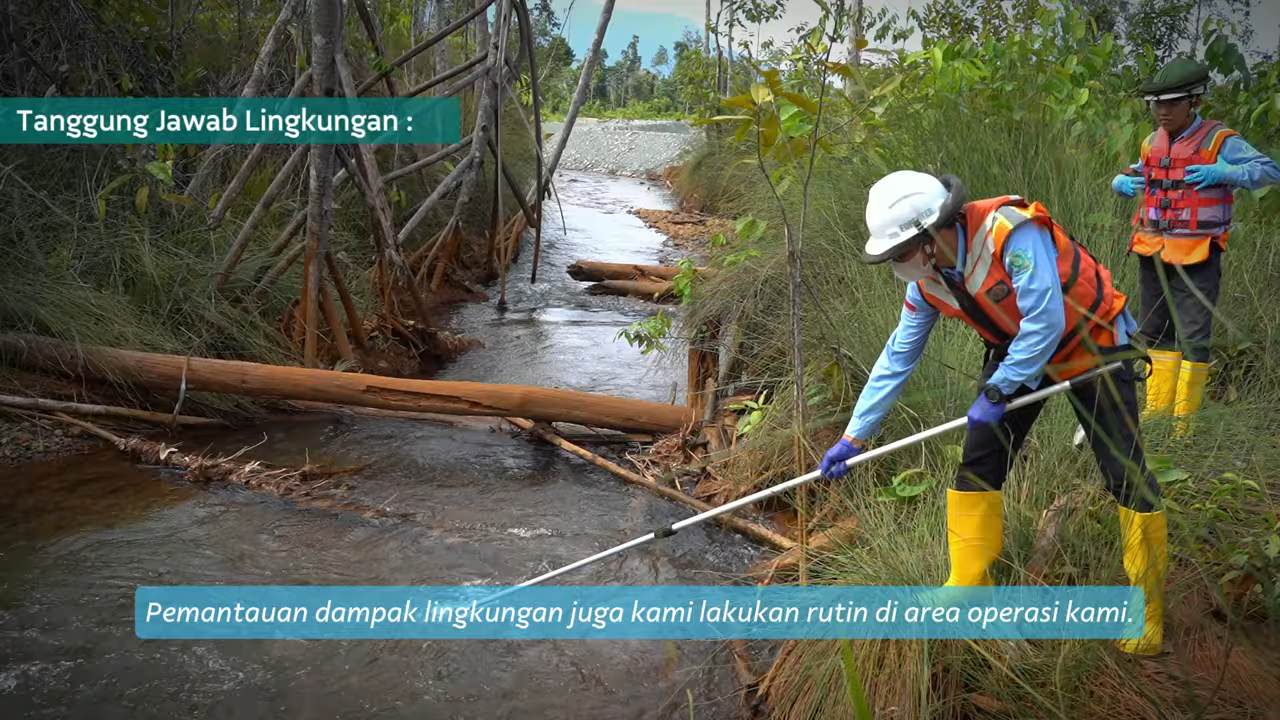 Tanggung Jawab Lingkungan :
Pemantauan dampak lingkungan juga kami lakukan rutin di area operasi kami.